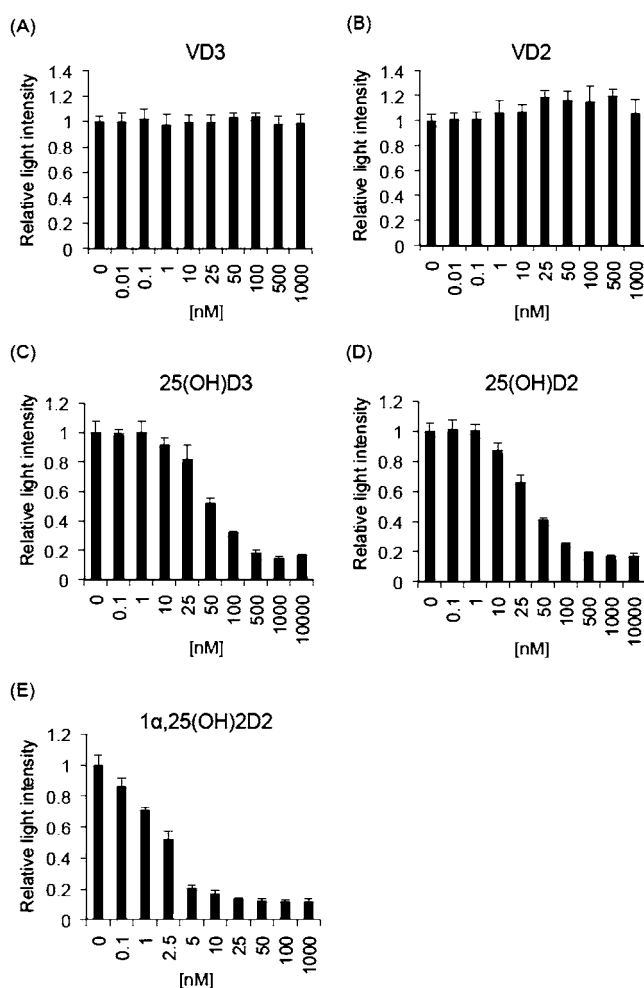 (A)
VD3
Relative light intensity
1.4
1.2
1
0.8
0.6
0.4
0.2
0
0 0.01 0.1 1 10 25 50 100 500 1000
[nM]
(B)
VD2
Relative light intensity
1.4
1.2
1
0.8
0.6
0.4
0.2
0
0 0.01 0.1 1 10 25 50 100 500 1000
[nM]
(C)
25(OH)D3
Relative light intensity
1.2
1
0.8
0.6
0.4
0.2
0
0 0.1 1 10 25 50 100 500 1000 10000
[nM]
(D)
25(OH)D2
Relative light intensity
1.2
1
0.8
0.6
0.4
0.2
0
0 0.1 1 10 25 50 100 500 1000 10000
[nM]
(E)
1α,25(OH)2D2
Relative light intensity
1.2
1
0.8
0.6
0.4
0.2
0
0 0.1 1 2.5 5 10 25 50 100 1000
[nM]